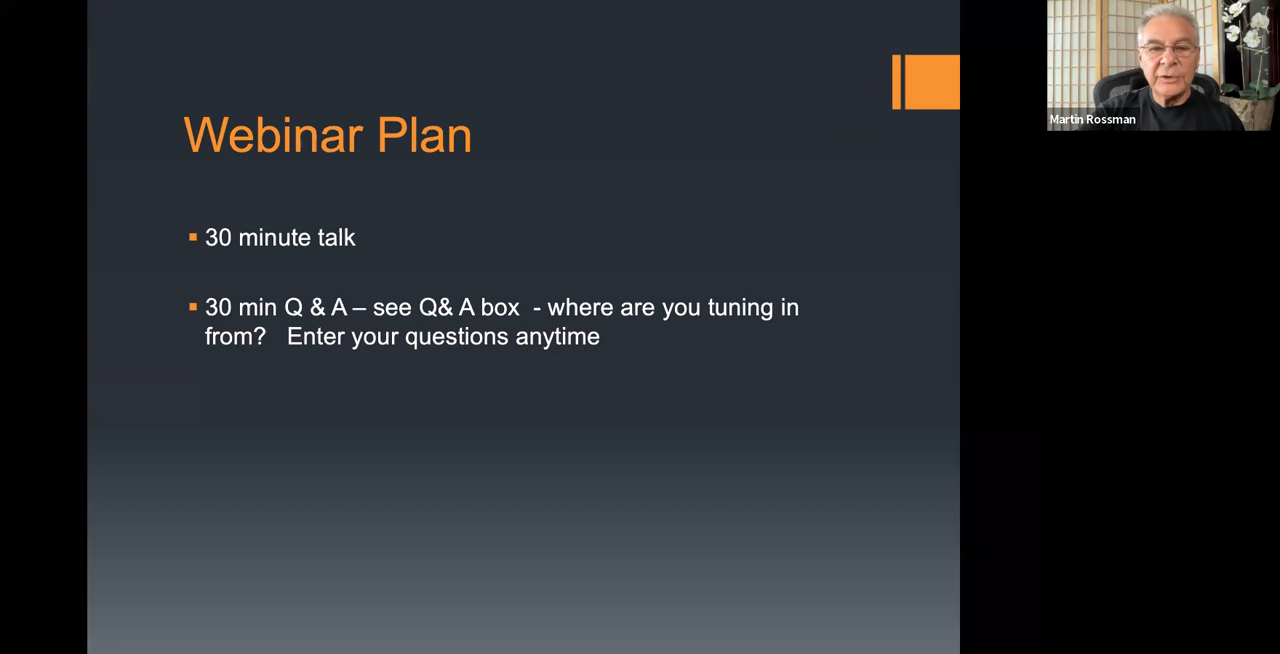 Webinar Plan
30 minute talk
30 min Q & A – see Q& A box - where are you tuning in
from? Enter your questions anytime
Martin Rossman